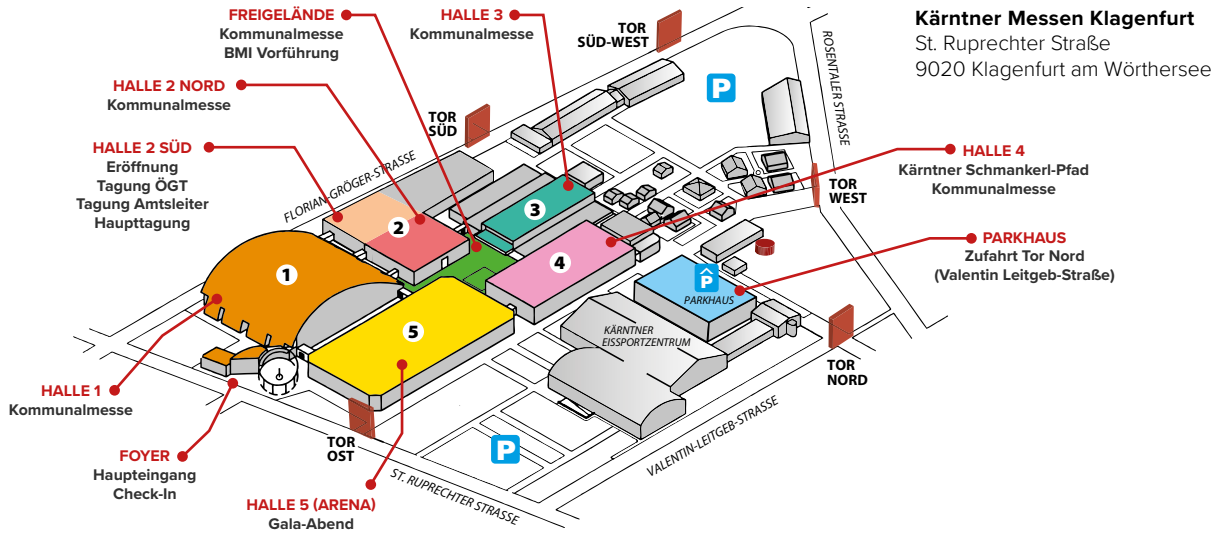 Kärntner Messen Klagenfurt
St. Ruprechter Straße
9020 Klagenfurt am Wörthersee
FREIGELÄNDE
Kommunalmesse
BMI Vorführung
HALLE 3
Kommunalmesse
TOR
SÜD-WEST
P
ROSENTALER STRASSE
HALLE 2 NORD
Kommunalmesse
TOR
SÜD
HALLE 2 SÜD
Eröffnung
Tagung ÖGT
Tagung Amtsleiter
Haupttagung
FLORIAN-GRÖGER-STRASSE
HALLE 4
Kärntner Schmankerl-Pfad
Kommunalmesse
TOR
WEST
3
2
PARKHAUS
Zufahrt Tor Nord
(Valentin Leitgeb-Straße)
4
1
P
PARKHAUS
5
KÄRNTNER
EISSPORTZENTRUM
TOR
NORD
HALLE 1
Kommunalmesse
TOR
OST
P
VALENTIN-LEITGEB-STRASSE
FOYER
Haupteingang
Check-In
ST. RUPRECHTER STRASSE
HALLE 5 (ARENA)
Gala-Abend